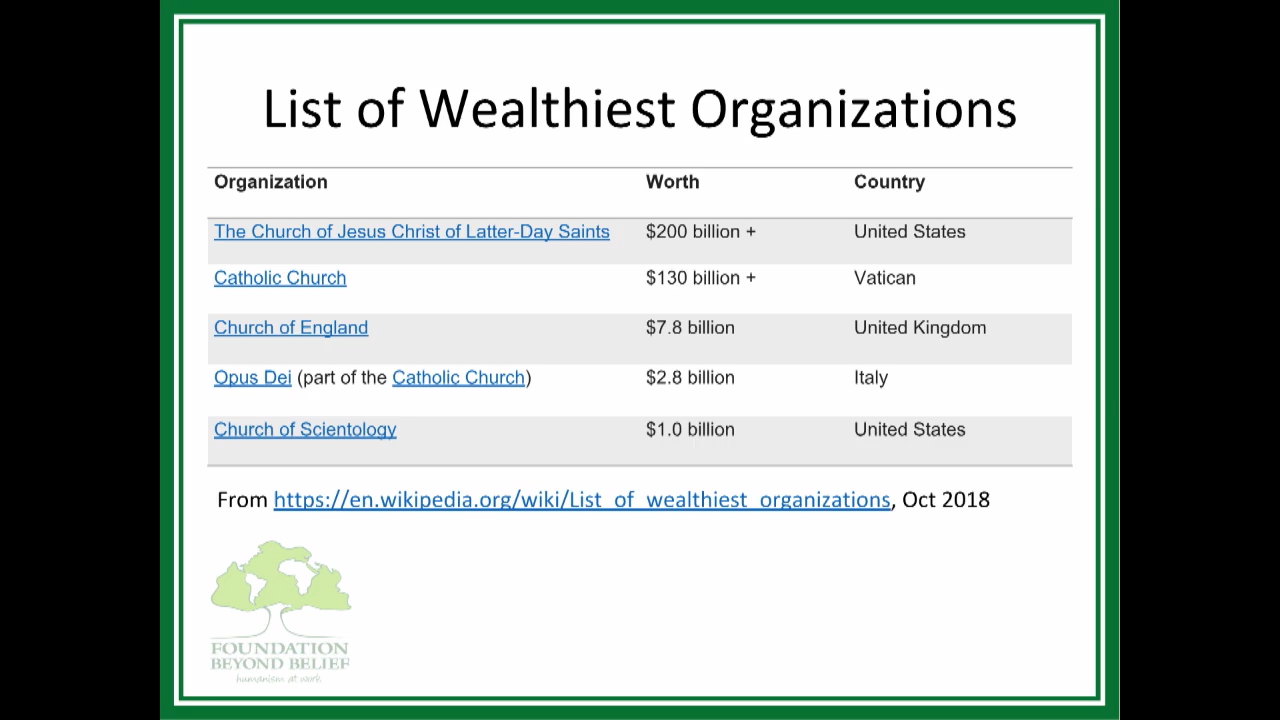 List of Wealthiest Organizations
Organization Worth Country
The Church of Jesus Christ of Latter-Day Saints $200 billion + United States
Catholic Church $130 billion + Vatican
Church of England $7.8 billion United Kingdom
Opus Dei (part of the Catholic Church) $2.8 billion Italy
Church of Scientology $1.0 billion United States
From https://en.wikipedia.org/wiki/List_of_wealthiest_organizations, Oct 2018
FOUNDATION
BEYOND BELIEF
humanism at work